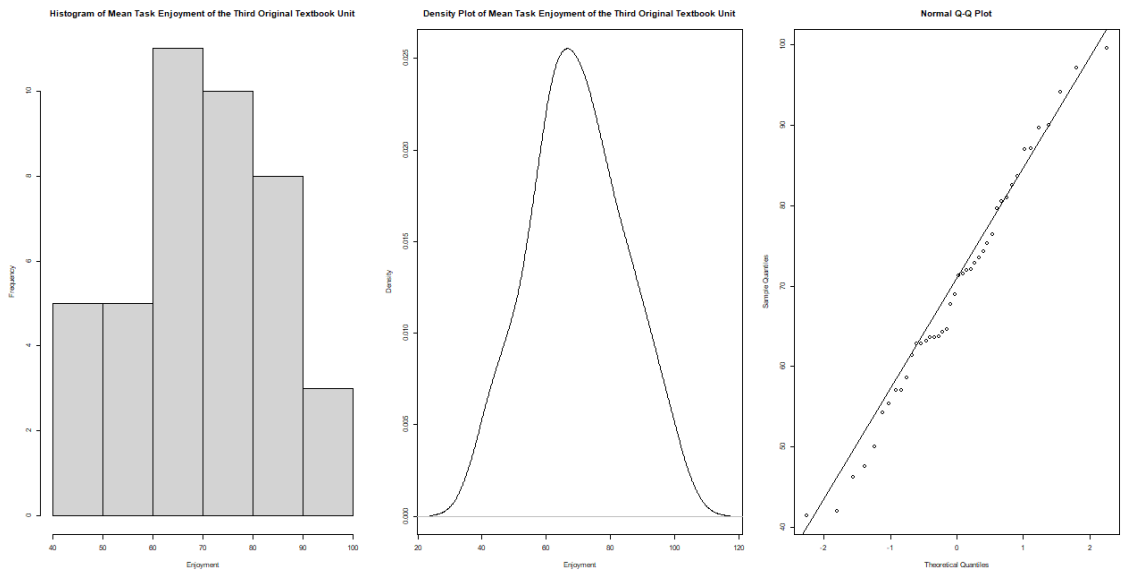 Histogram of Mean Task Enjoyment of the Third Original Textbook Unit
Frequency
0
2
4
6
8
10
40 50 60 70 80 90 100
Enjoyment
Density Plot of Mean Task Enjoyment of the Third Original Textbook Unit
Density
0.000
0.005
0.010
0.015
0.020
0.025
20 40 60 80 100 120
Enjoyment
Normal Q-Q Plot
Sample Quantiles
40
50
60
70
80
90
100
-2 -1 0 1 2
Theoretical Quantiles